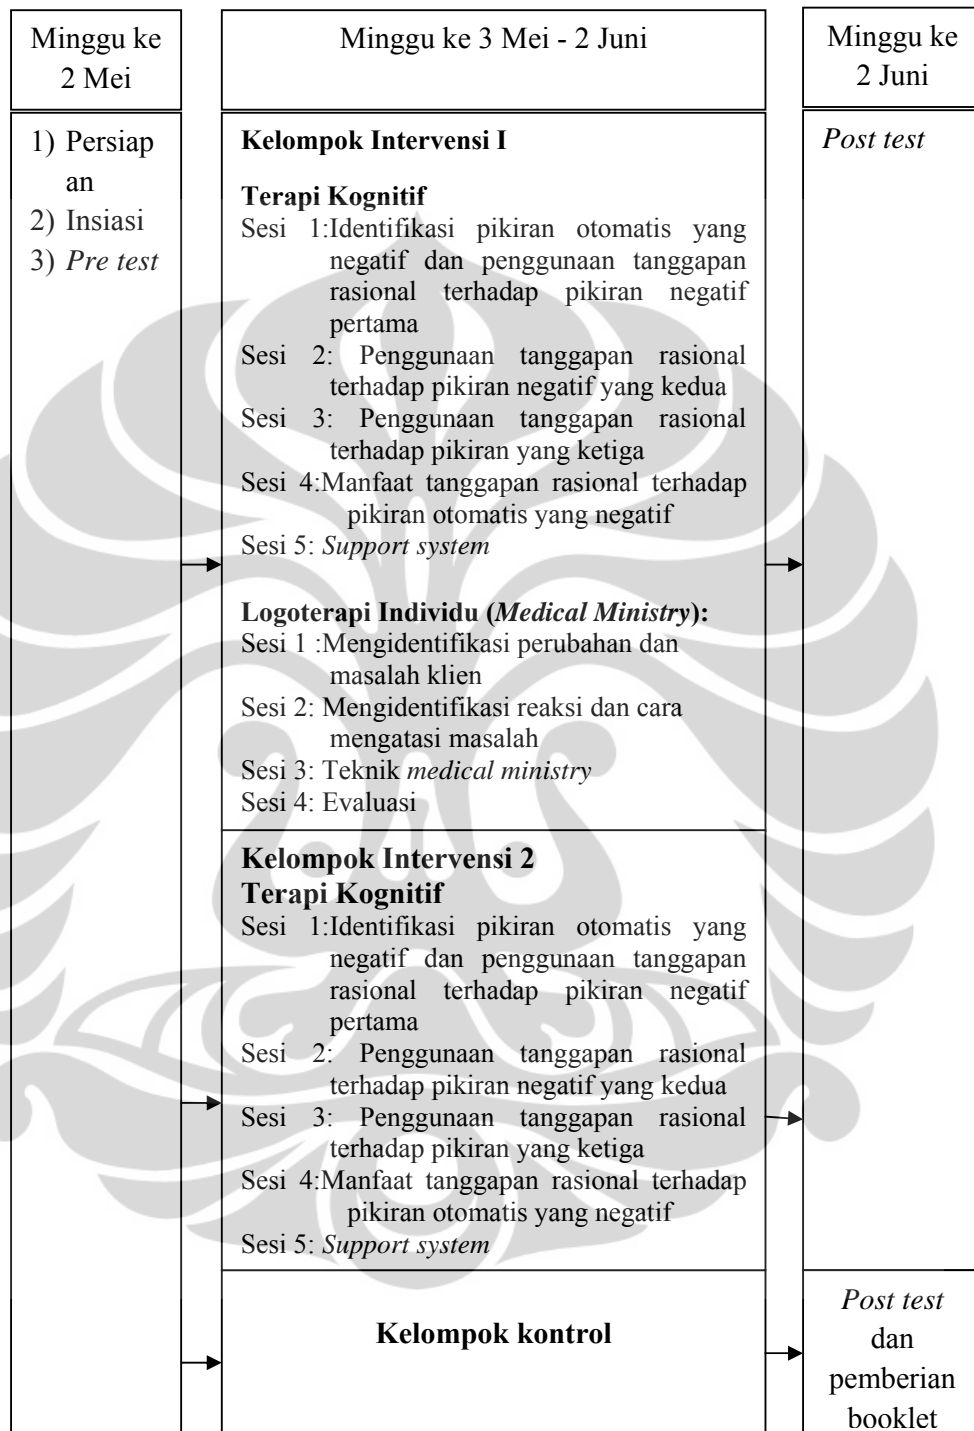 Minggu ke
2 Mei
Minggu ke 3 Mei - 2 Juni
Minggu ke
2 Juni
1) Persiap
an
2) Insiasi
3) Pre test
Kelompok Intervensi I
Terapi Kognitif
Sesi 1:Identifikasi pikiran otomatis yang
negatif dan penggunaan tanggapan
rasional terhadap pikiran negatif
pertama
Sesi 2: Penggunaan tanggapan rasional
terhadap pikiran negatif yang kedua
Sesi 3: Penggunaan tanggapan rasional
terhadap pikiran yang ketiga
Sesi 4:Manfaat tanggapan rasional terhadap
pikiran otomatis yang negatif
Sesi 5: Support system
Logoterapi Individu (Medical Ministry):
Sesi 1 :Mengidentifikasi perubahan dan
masalah klien
Sesi 2: Mengidentifikasi reaksi dan cara
mengatasi masalah
Sesi 3: Teknik medical ministry
Sesi 4: Evaluasi
Kelompok Intervensi 2
Terapi Kognitif
Sesi 1:Identifikasi pikiran otomatis yang
negatif dan penggunaan tanggapan
rasional terhadap pikiran negatif
pertama
Sesi 2: Penggunaan tanggapan rasional
terhadap pikiran negatif yang kedua
Sesi 3: Penggunaan tanggapan rasional
terhadap pikiran yang ketiga
Sesi 4:Manfaat tanggapan rasional terhadap
pikiran otomatis yang negatif
Sesi 5: Support system
Kelompok kontrol
Post test
Post test
dan
pemberian
booklet